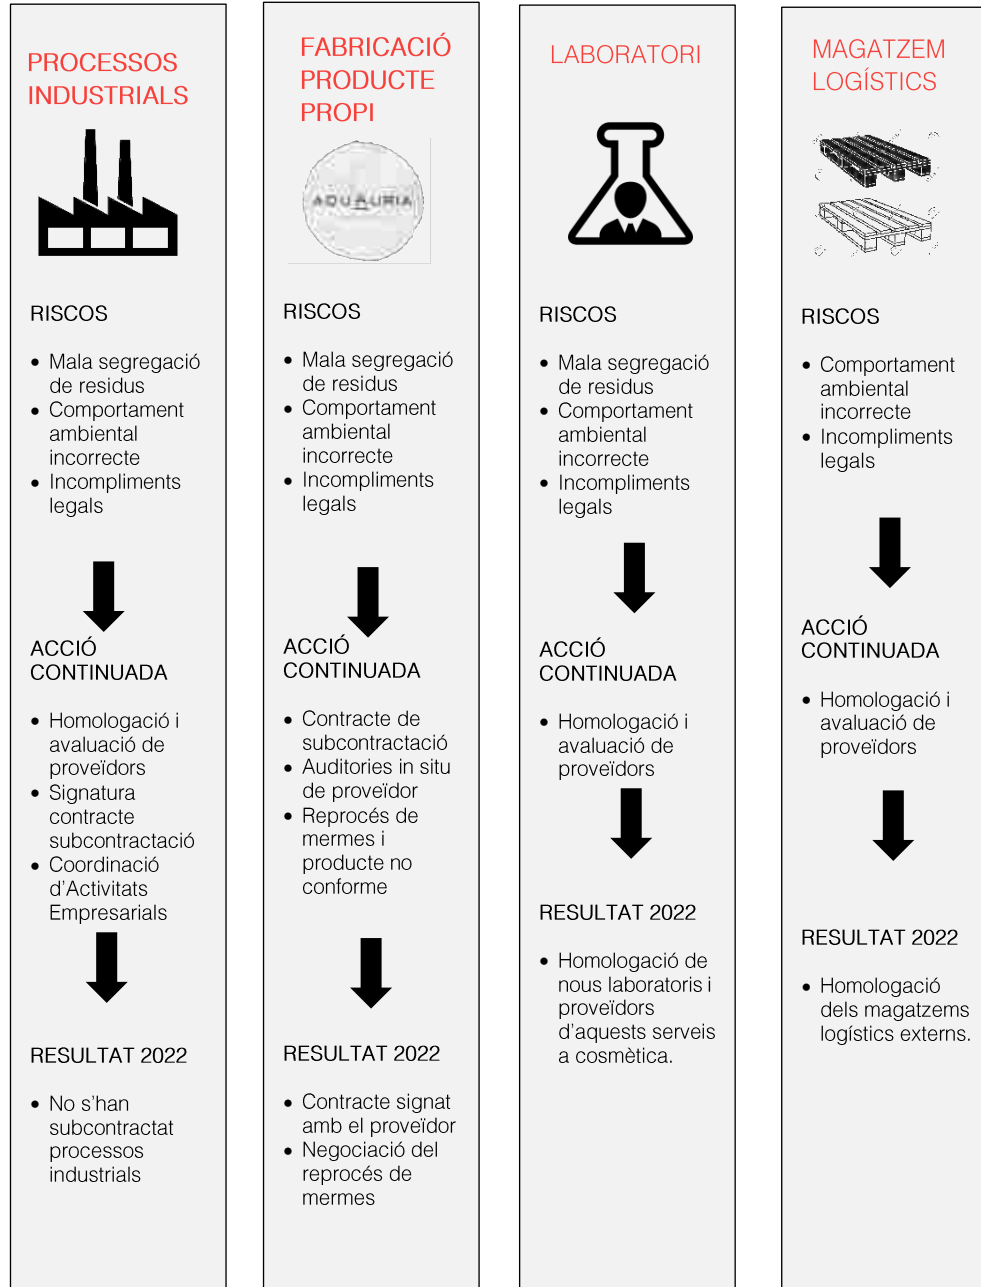 PROCESSOS
INDUSTRIALS
RISCOS
• Mala segregació
de residus
• Comportament
ambiental
incorrecte
• Incompliments
legals
ACCIÓ
CONTINUADA
• Homologació i
avaluació de
proveïdors
• Signatura
contracte
subcontractació
• Coordinació
d'Activitats
Empresarials
RESULTAT 2022
• No s'han
subcontractat
processos
industrials
FABRICACIÓ
PRODUCTE
PROPI
AQUAURIA
RISCOS
• Mala segregació
de residus
• Comportament
ambiental
incorrecte
• Incompliments
legals
ACCIÓ
CONTINUADA
• Contracte de
subcontractació
• Auditories in situ
de proveïdor
• Reprocés de
mermes i
producte no
conforme
RESULTAT 2022
• Contracte signat
amb el proveïdor
• Negociació del
reprocés de
mermes
LABORATORI
RISCOS
• Mala segregació
de residus
• Comportament
ambiental
incorrecte
• Incompliments
legals
ACCIÓ
CONTINUADA
• Homologació i
avaluació de
proveïdors
RESULTAT 2022
• Homologació de
nous laboratoris i
proveïdors
d'aquests serveis
a cosmètica.
MAGATZEM
LOGÍSTICS
RISCOS
• Comportament
ambiental
incorrecte
• Incompliments
legals
ACCIÓ
CONTINUADA
• Homologació i
avaluació de
proveïdors
RESULTAT 2022
• Homologació
dels magatzems
logístics externs.